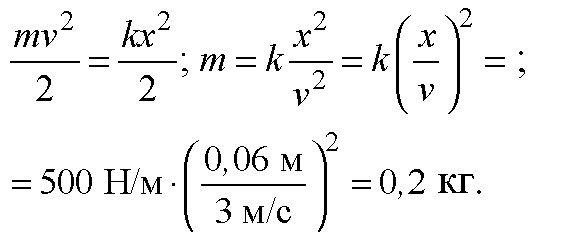 mv²/2 = kx²/2; m = k x²/v² = k(x/v)² = ;
= 500 Н/м · (0,06 м / 3 м/с)² = 0,2 кг.